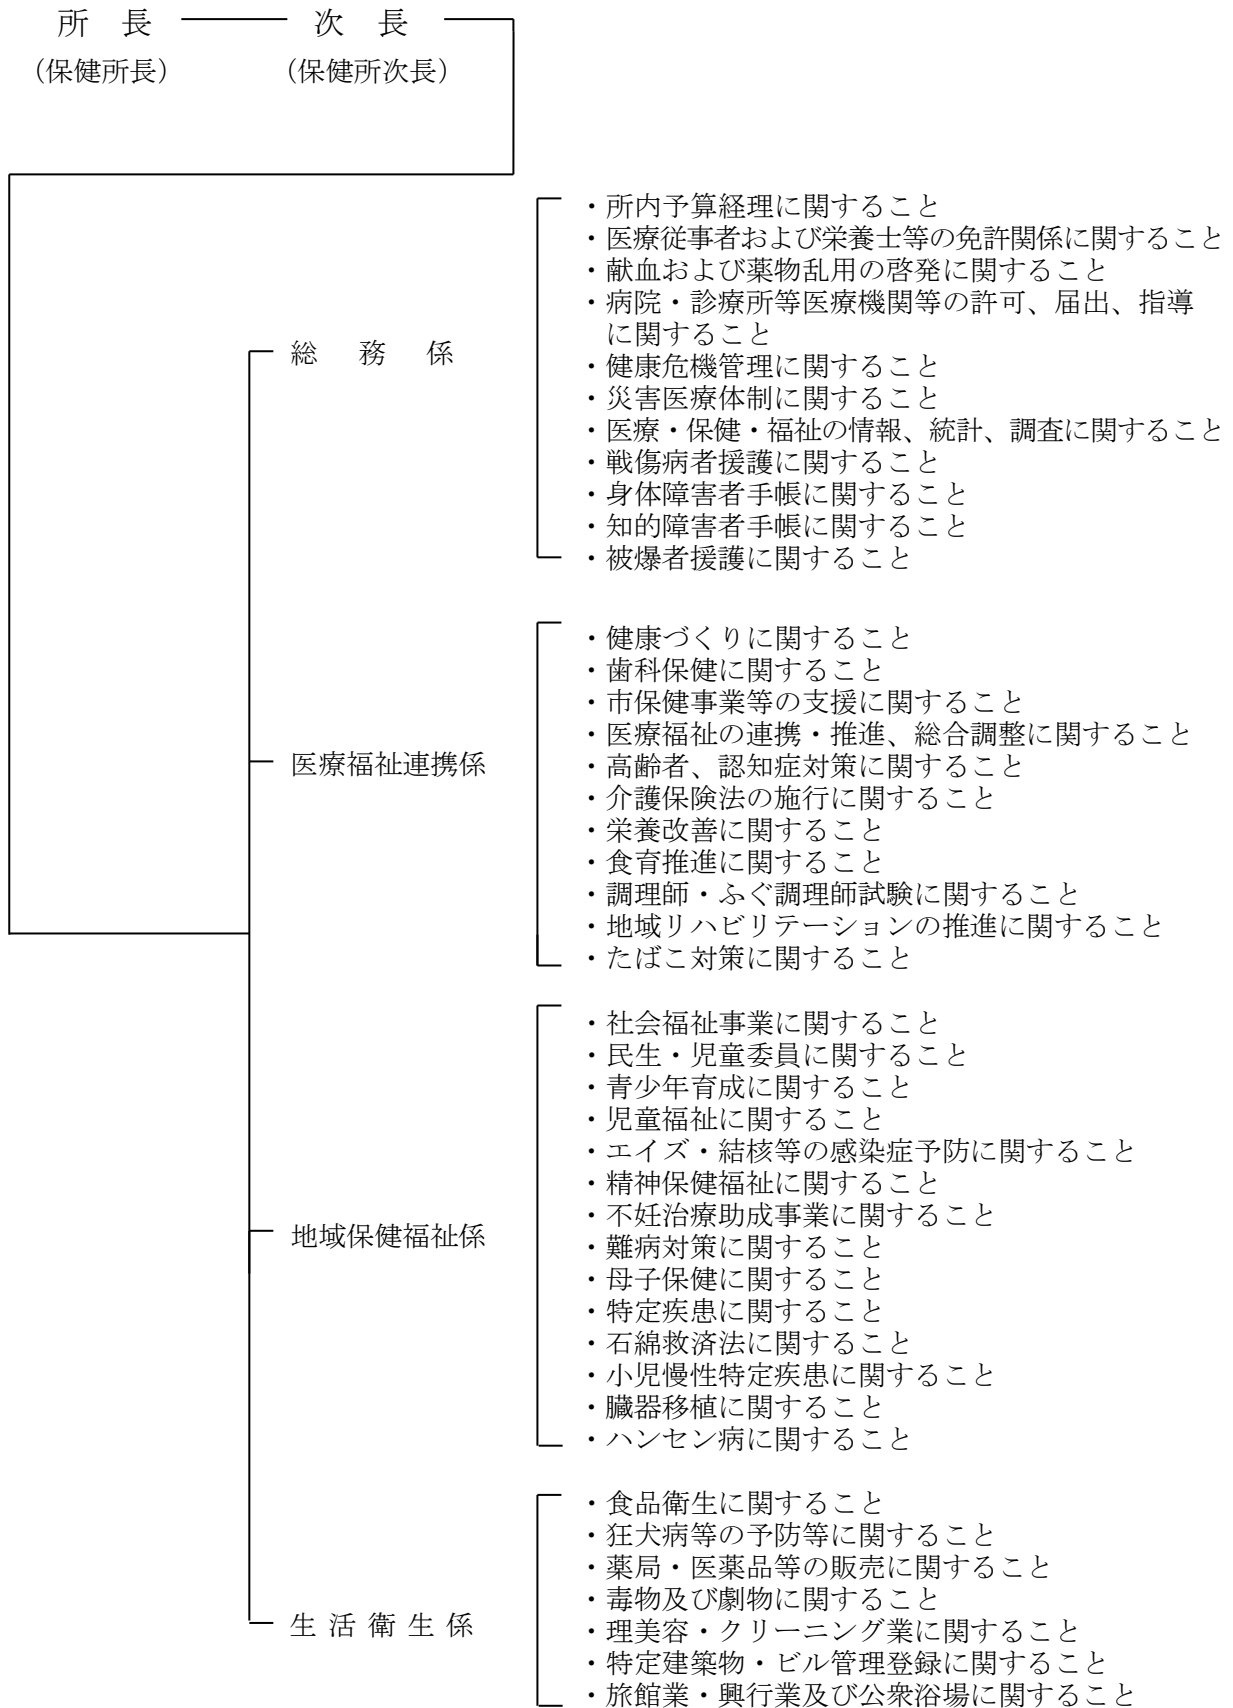 所　長　次　長
（保健所長）　（保健所次長）
総　務　係
・所内予算経理に関すること
・医療従事者および栄養士等の免許関係に関すること
・献血および薬物乱用の啓発に関すること
・病院・診療所等医療機関等の許可、届出、指導
に関すること
・健康危機管理に関すること
・災害医療体制に関すること
・医療・保健・福祉の情報、統計、調査に関すること
・戦傷病者援護に関すること
・身体障害者手帳に関すること
・知的障害者手帳に関すること
・被爆者援護に関すること
医療福祉連携係
・健康づくりに関すること
・歯科保健に関すること
・市保健事業等の支援に関すること
・医療福祉の連携・推進、総合調整に関すること
・高齢者、認知症対策に関すること
・介護保険法の施行に関すること
・栄養改善に関すること
・食育推進に関すること
・調理師・ふぐ調理師試験に関すること
・地域リハビリテーションの推進に関すること
・たばこ対策に関すること
地域保健福祉係
・社会福祉事業に関すること
・民生・児童委員に関すること
・青少年育成に関すること
・児童福祉に関すること
・エイズ・結核等の感染症予防に関すること
・精神保健福祉に関すること
・不妊治療助成事業に関すること
・難病対策に関すること
・母子保健に関すること
・特定疾患に関すること
・石綿救済法に関すること
・小児慢性特定疾患に関すること
・臓器移植に関すること
・ハンセン病に関すること
生 活 衛 生 係
・食品衛生に関すること
・狂犬病等の予防等に関すること
・薬局・医薬品等の販売に関すること
・毒物及び劇物に関すること
・理美容・クリーニング業に関すること
・特定建築物・ビル管理登録に関すること
・旅館業・興行業及び公衆浴場に関すること